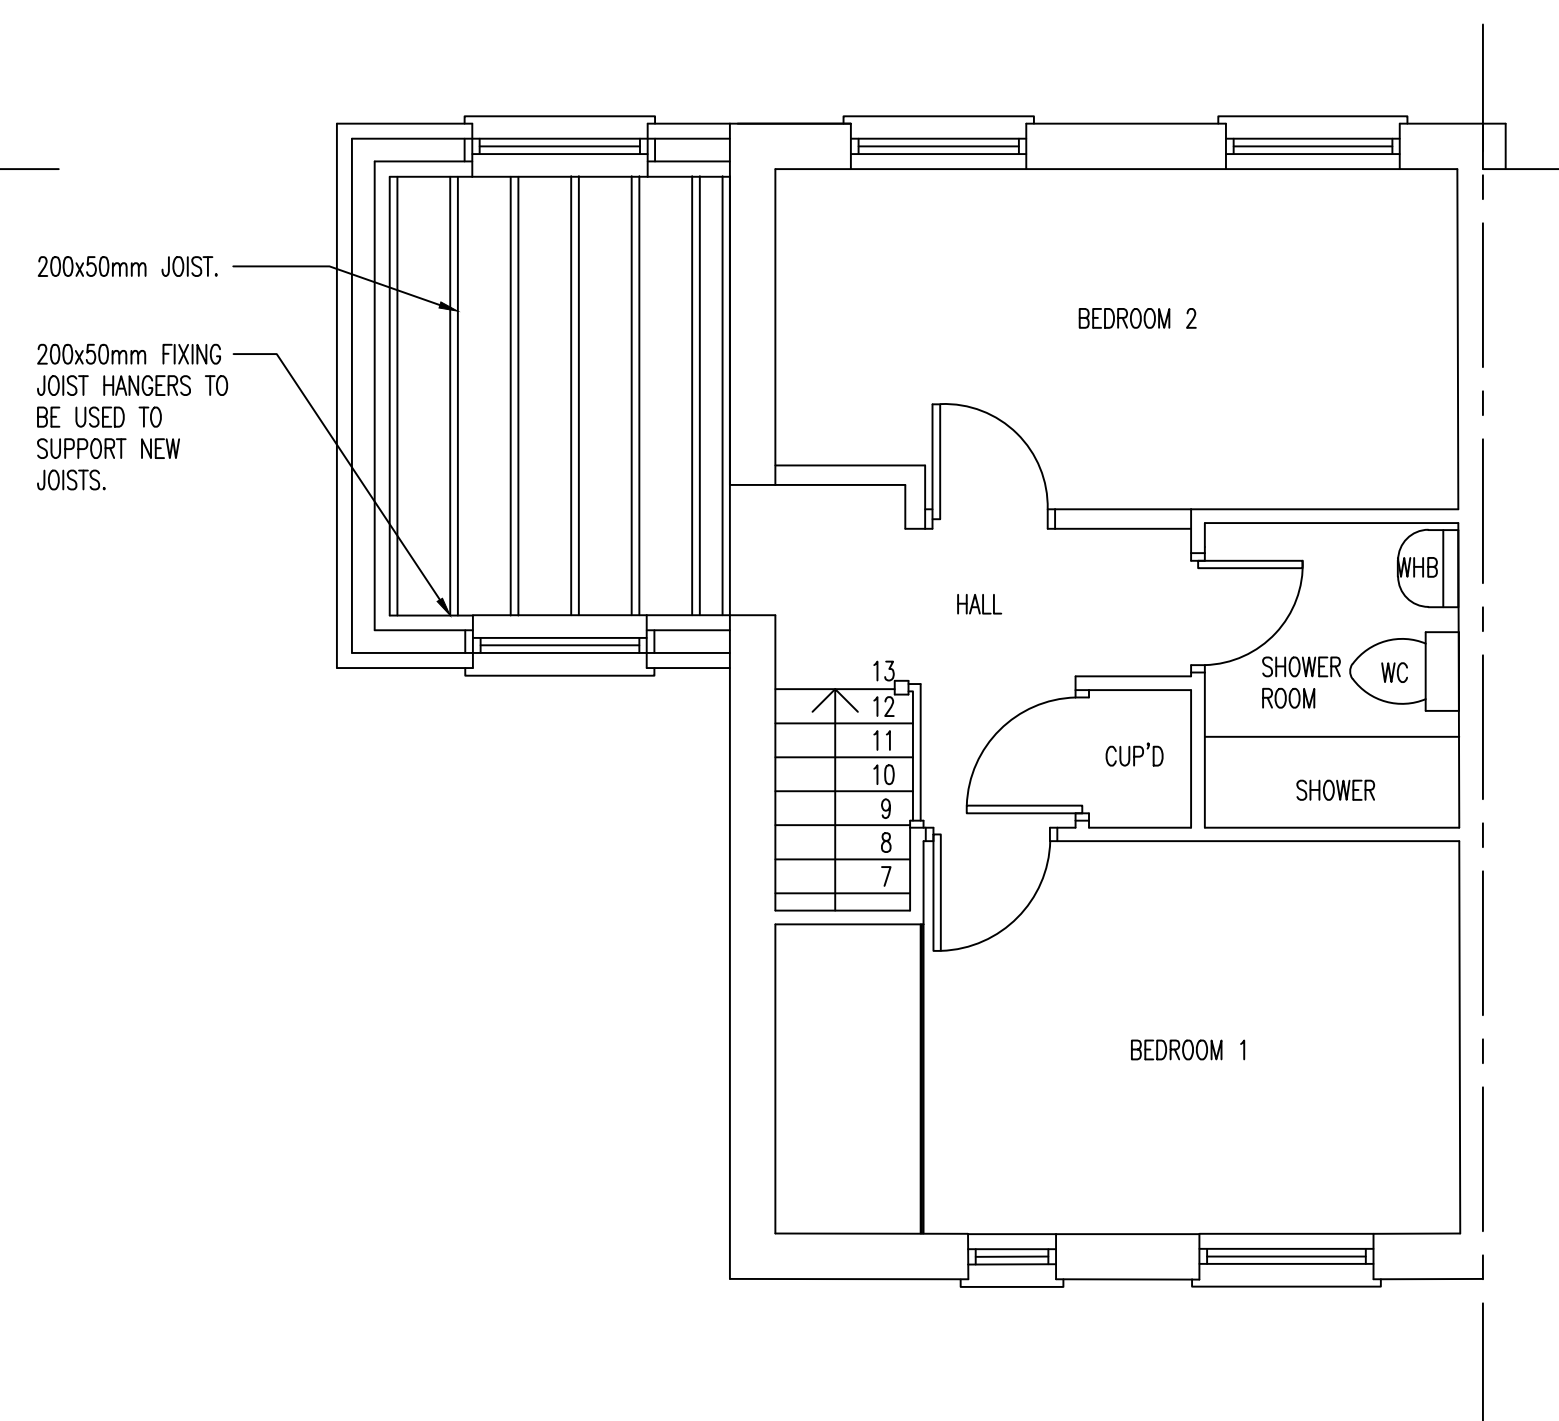 200x50mm JOIST.
200x50mm FIXING
JOIST HANGERS TO
BE USED TO
SUPPORT NEW
JOISTS.
BEDROOM 2
HALL
WHB
SHOWER
ROOM
WC
13
12
11
10
9
8
7
CUP'D
SHOWER
BEDROOM 1